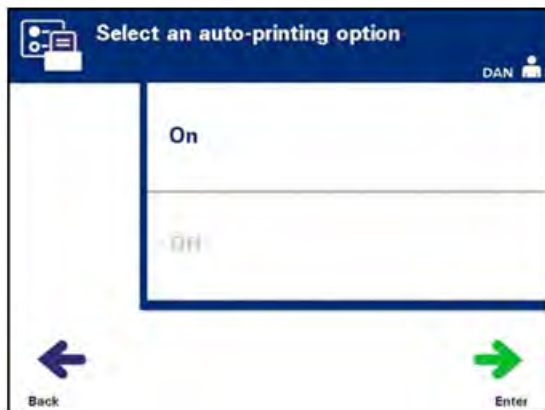 Select an auto-printing option
DAN
On
Off
Back
Enter